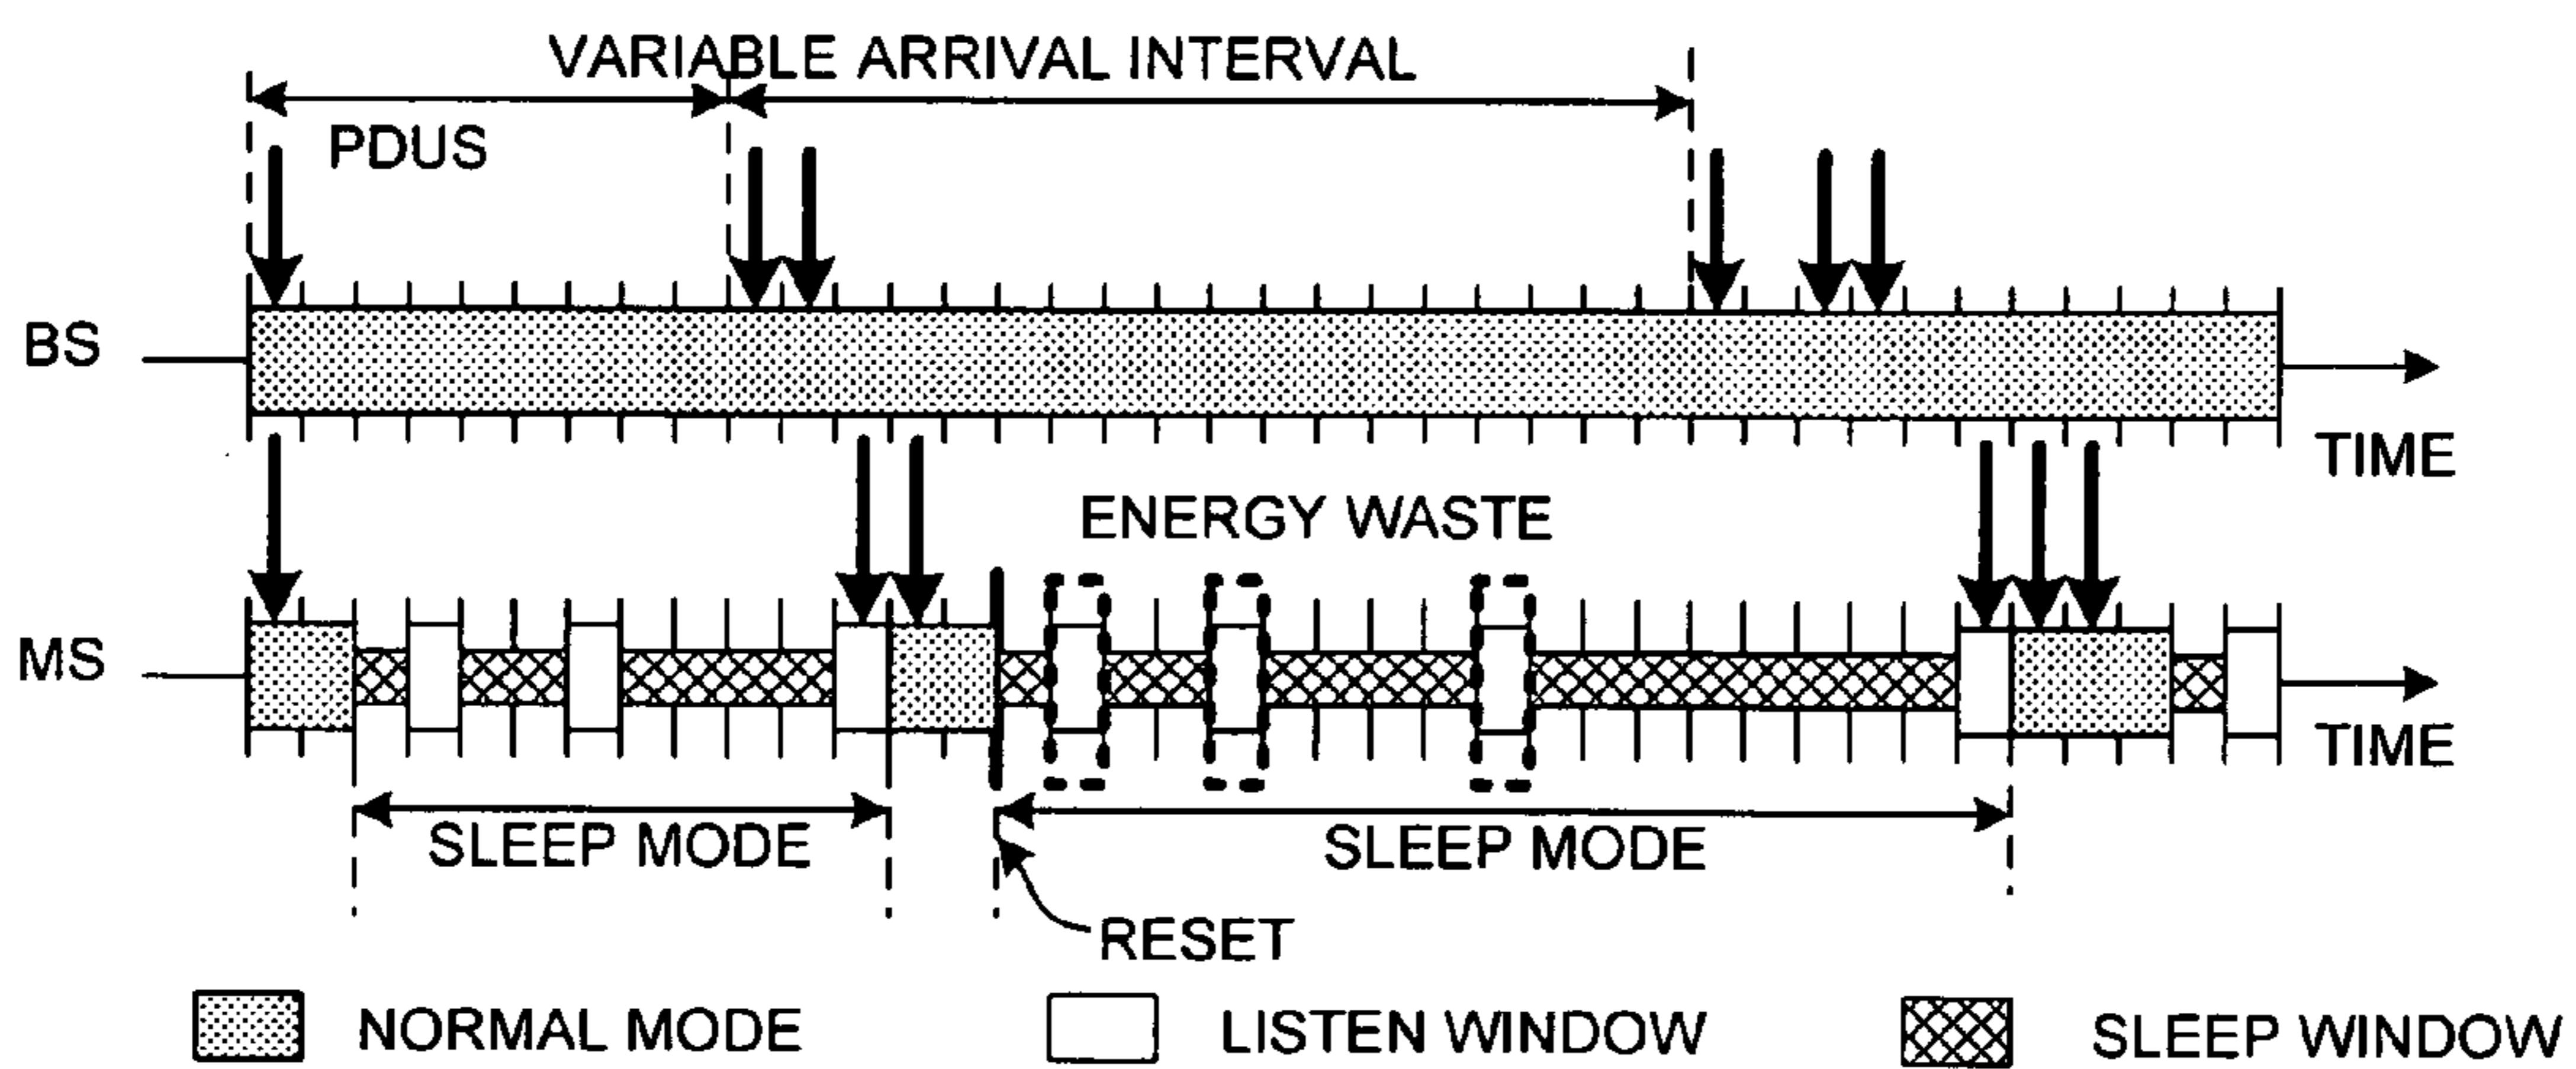 VARIABLE ARRIVAL INTERVAL
PDUS
BS
TIME
ENERGY WASTE
MS
TIME
SLEEP MODE
SLEEP MODE
RESET
NORMAL MODE
LISTEN WINDOW
SLEEP WINDOW